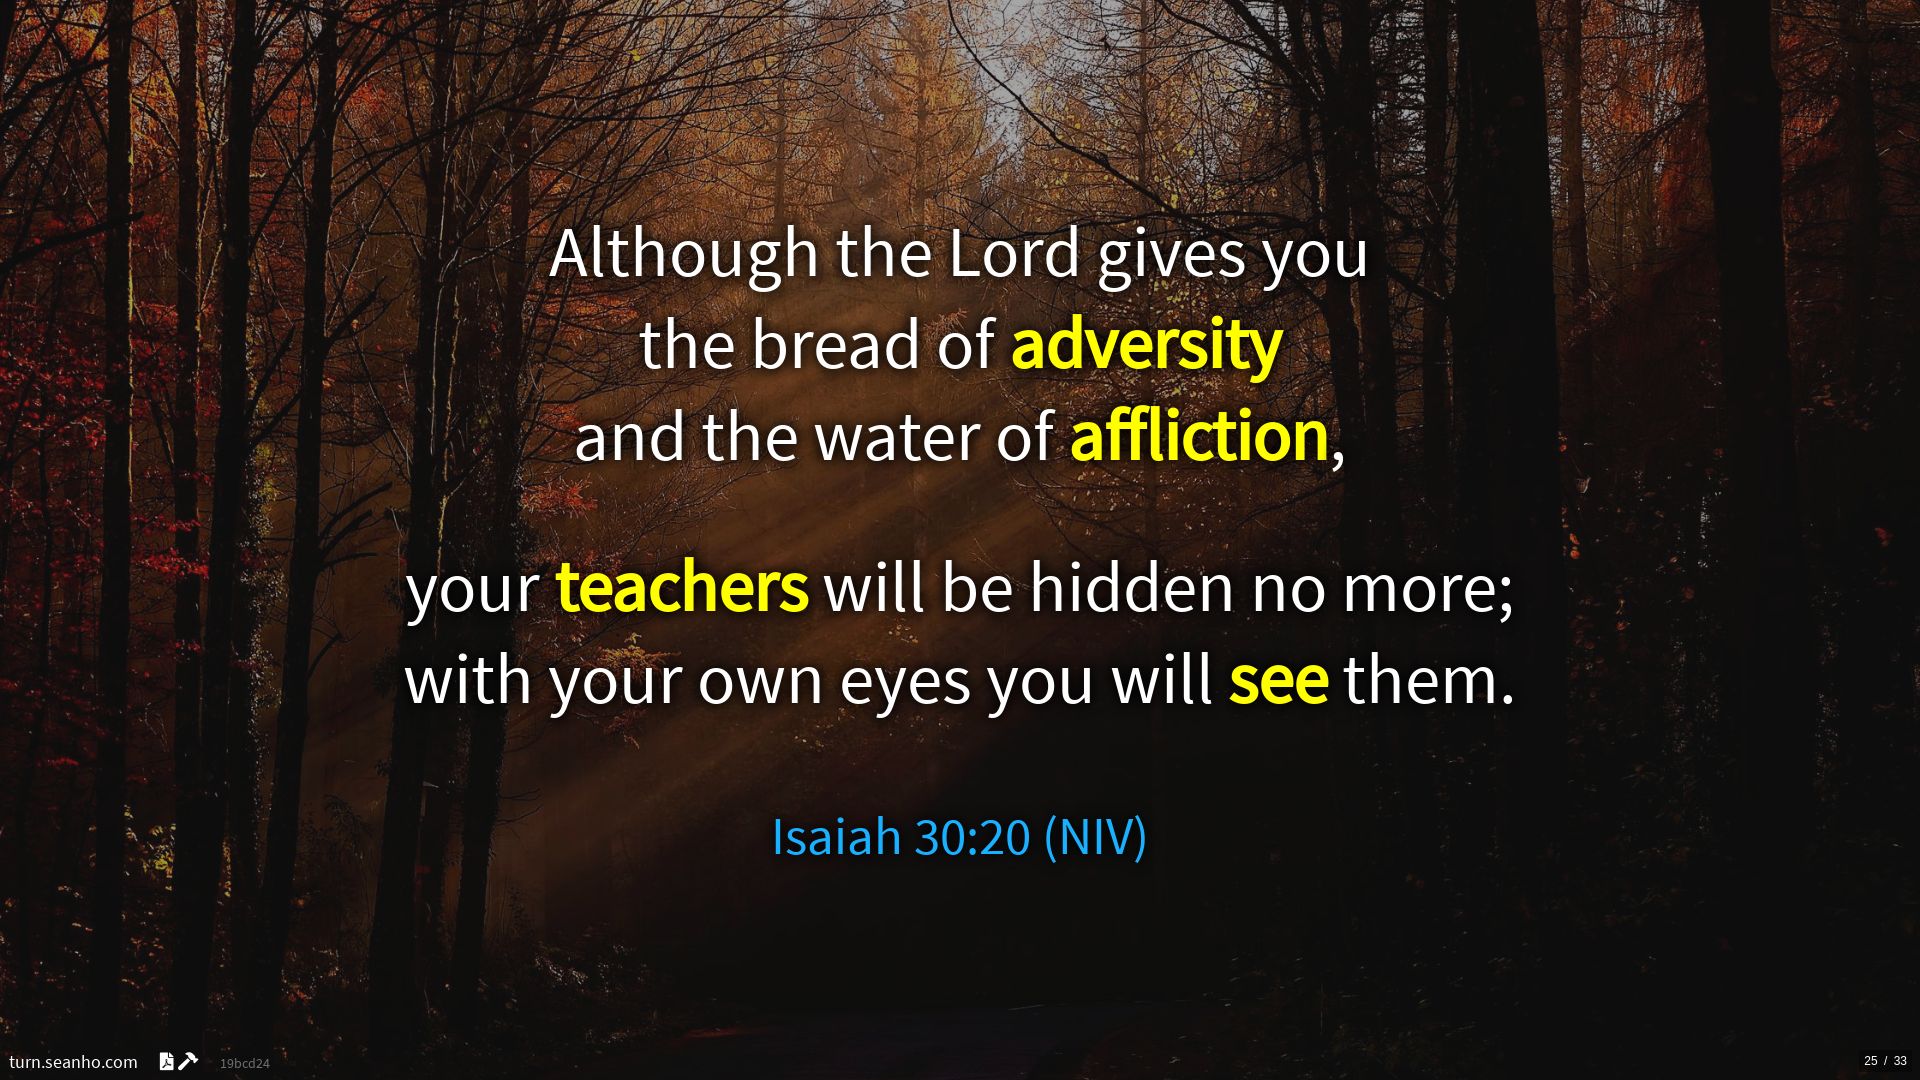 Although the Lord gives you
the bread of adversity
and the water of affliction,
your teachers will be hidden no more;
with your own eyes you will see them.
Isaiah 30:20 (NIV)
turn.seanho.com 19bcd24
25 / 33